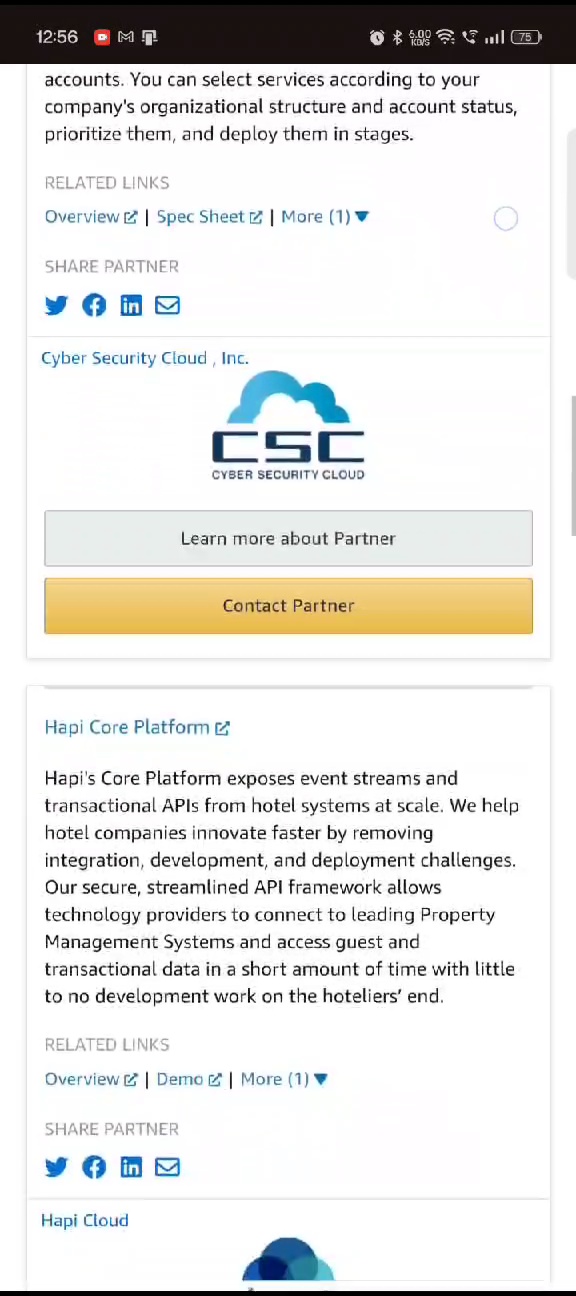 12:56 6.00 KB/S 75
accounts. You can select services according to your
company's organizational structure and account status,
prioritize them, and deploy them in stages.
RELATED LINKS
Overview | Spec Sheet | More (1)
SHARE PARTNER
Cyber Security Cloud , Inc.
CSC
CYBER SECURITY CLOUD
Learn more about Partner
Contact Partner
Hapi Core Platform
Hapi's Core Platform exposes event streams and
transactional APIs from hotel systems at scale. We help
hotel companies innovate faster by removing
integration, development, and deployment challenges.
Our secure, streamlined API framework allows
technology providers to connect to leading Property
Management Systems and access guest and
transactional data in a short amount of time with little
to no development work on the hoteliers’ end.
RELATED LINKS
Overview | Demo | More (1)
SHARE PARTNER
Hapi Cloud